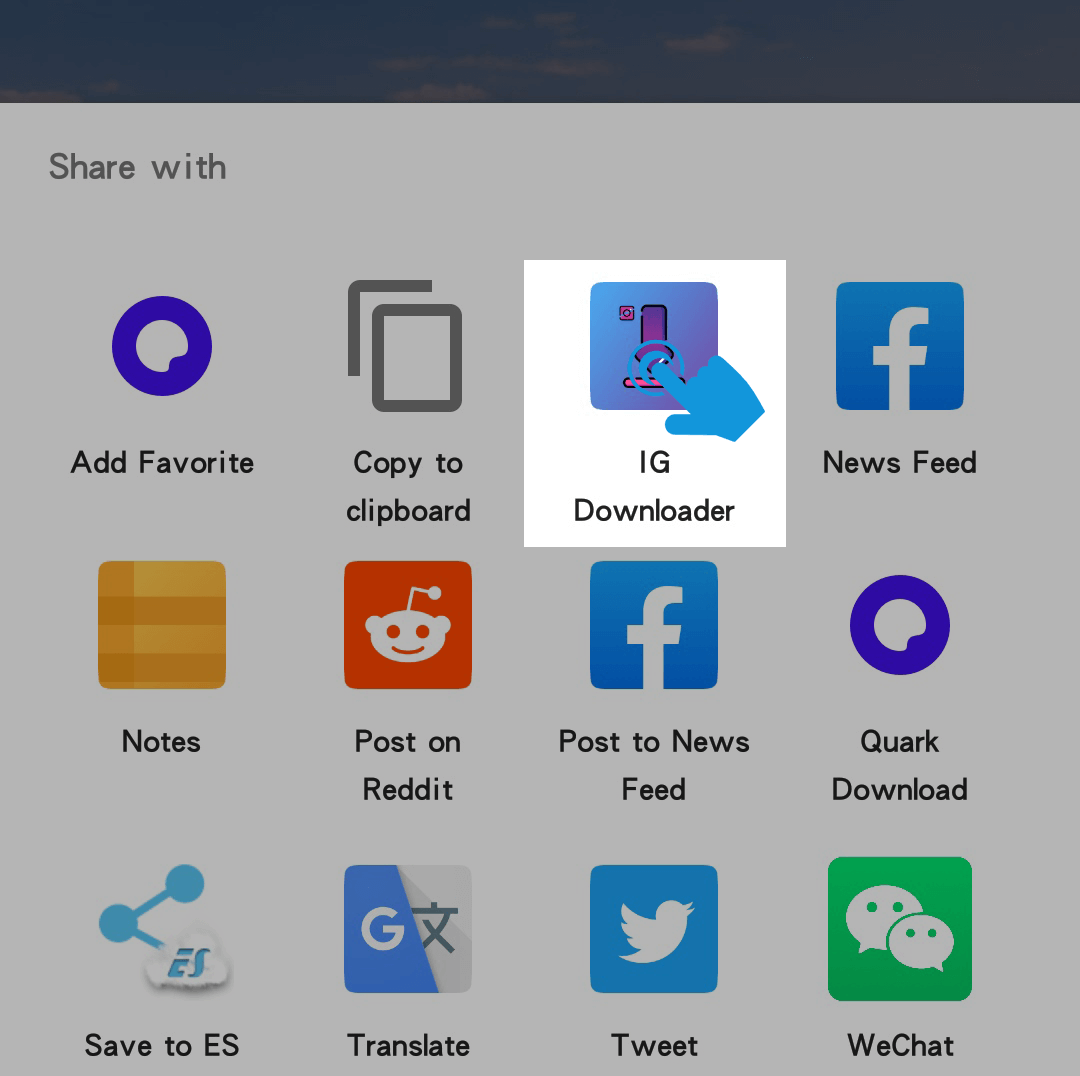 Share with
Add Favorite
Copy to
clipboard
IG
Downloader
News Feed
Notes
Post on
Reddit
Post to News
Feed
Quark
Download
ES
G 文
Save to ES
Translate
Tweet
WeChat